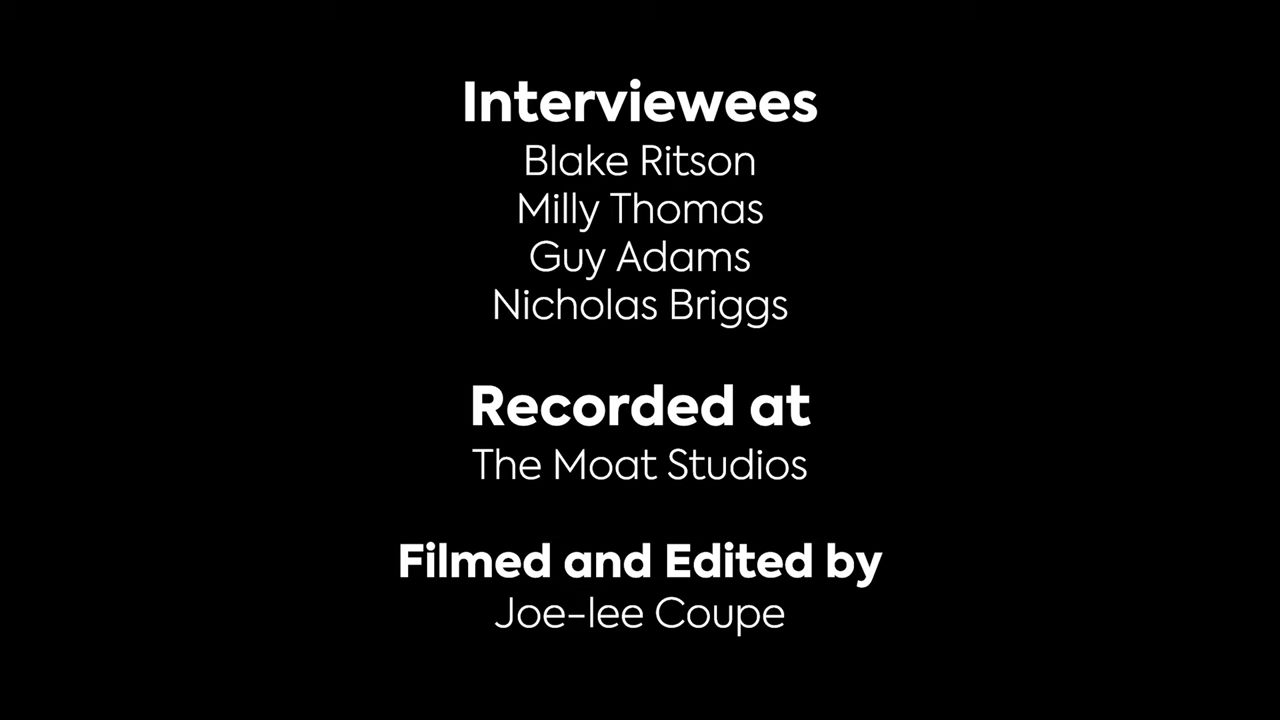 Interviewees
Blake Ritson
Milly Thomas
Guy Adams
Nicholas Briggs
Recorded at
The Moat Studios
Filmed and Edited by
Joe-lee Coupe